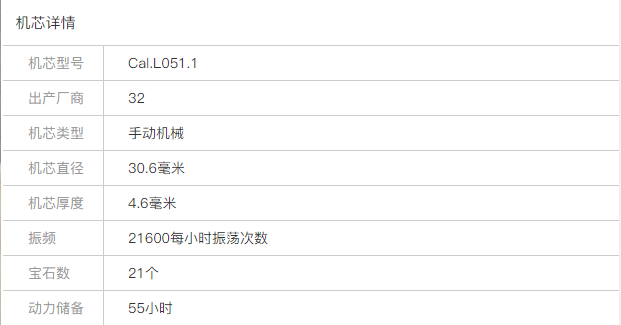 机芯详情
机芯型号 Cal.L051.1
出产厂商 32
机芯类型 手动机械
机芯直径 30.6毫米
机芯厚度 4.6毫米
振频 21600每小时振荡次数
宝石数 21个
动力储备 55小时